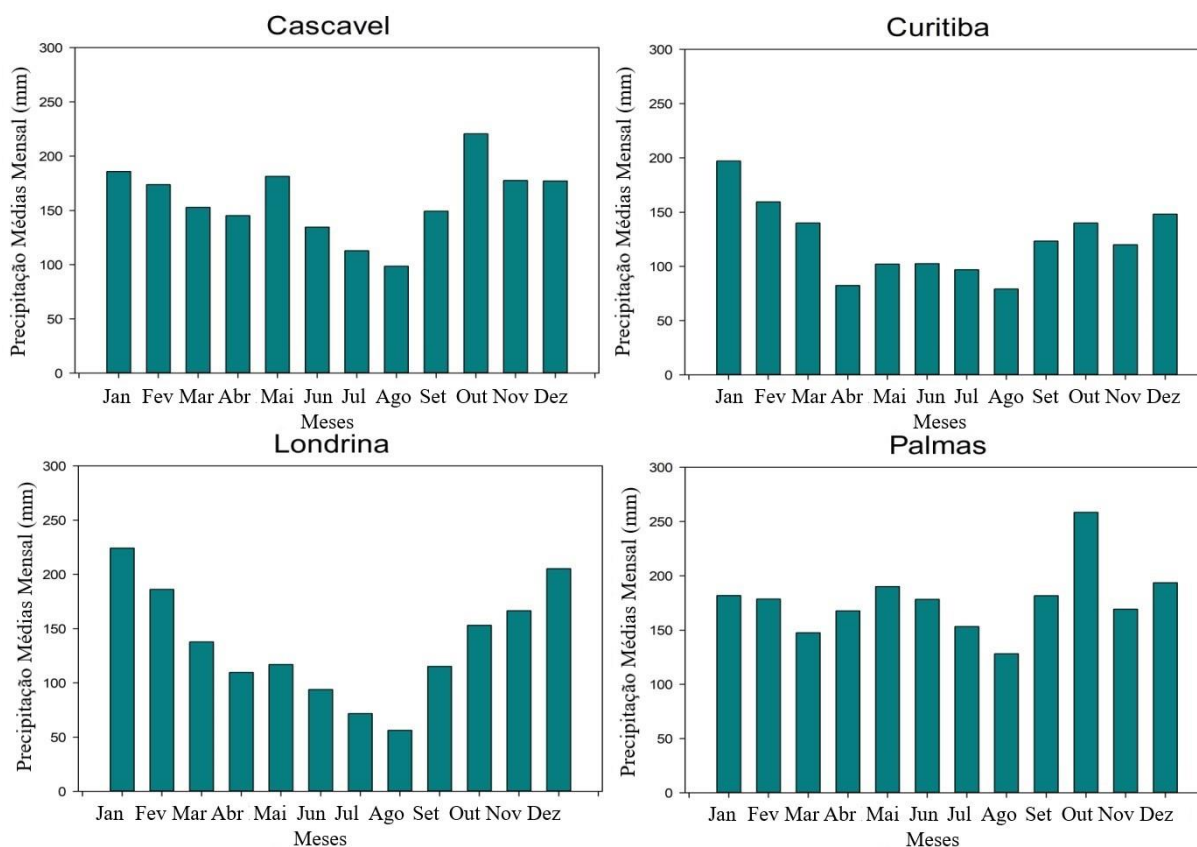 Cascavel
Precipitação Médias Mensal (mm)
300
250
200
150
100
50
0
Jan Fev Mar Abr Mai Jun Jul Ago Set Out Nov Dez
Meses
Curitiba
Precipitação Médias Mensal (mm)
300
250
200
150
100
50
0
Jan Fev Mar Abr Mai Jun Jul Ago Set Out Nov Dez
Meses
Londrina
Precipitação Médias Mensal (mm)
300
250
200
150
100
50
0
Jan Fev Mar Abr Mai Jun Jul Ago Set Out Nov Dez
Meses
Palmas
Precipitação Médias Mensal (mm)
300
250
200
150
100
50
0
Jan Fev Mar Abr Mai Jun Jul Ago Set Out Nov Dez
Meses